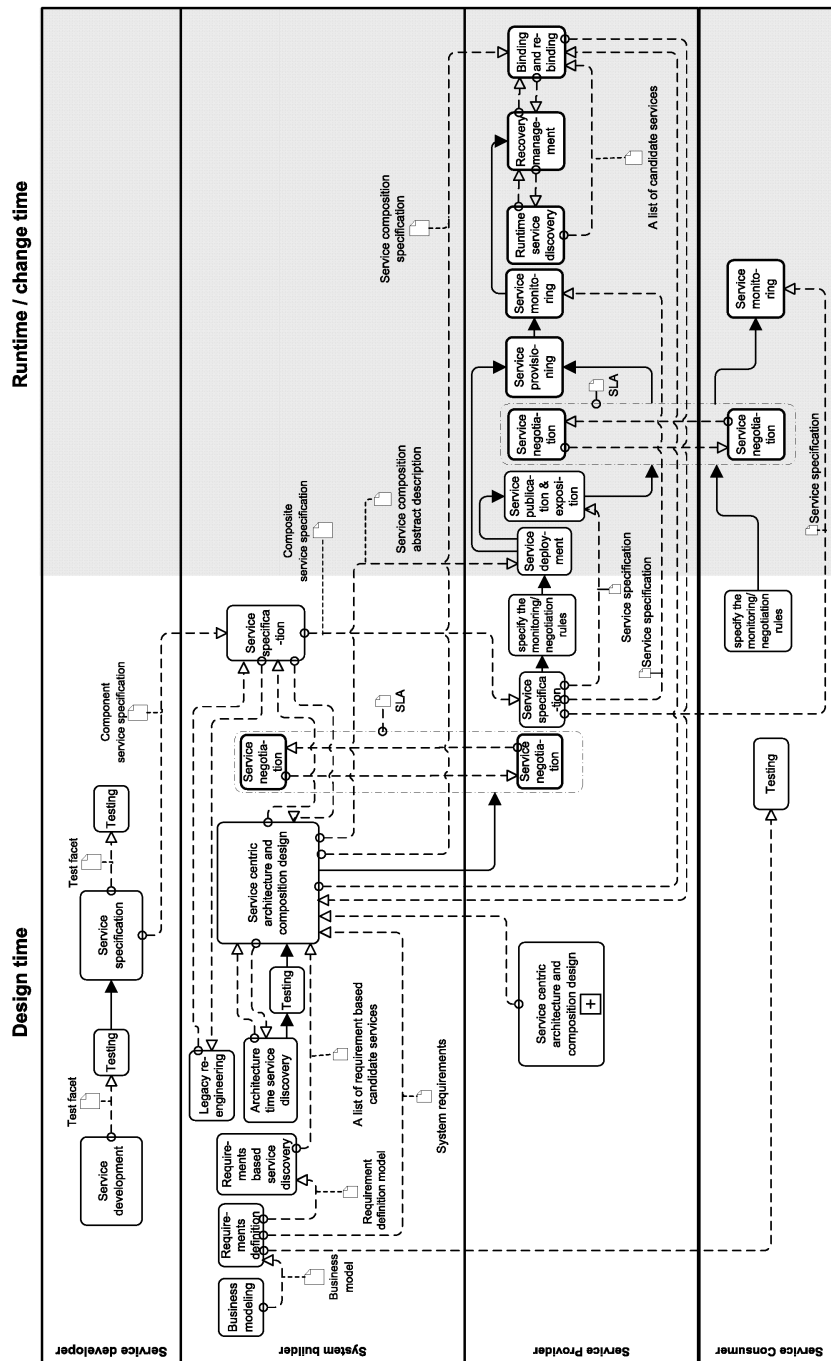 Design time
Runtime / change time
Service developer
Service
development
Test facet
Testing
Service
specification
Test facet
Testing
Component
service specification
System builder
Business
modeling
Business
model
Require-
ments
definition
Requirement
definition model
Require-
ments based
service
discovery
System requirements
Legacy re-
engineering
Architecture
time service
discovery
A list of requirement based
candidate services
Testing
Service centric
architecture and
composition design
Service
negotia-
tion
SLA
Service
specifica
-tion
Composite
service specification
Service composition
abstract description
Service composition
specification
Service Provider
Service centric
architecture and
composition design
+
Service
negotia-
tion
Service
specifica
-tion
specify the
monitoring/
negotiation
rules
Service
deploy-
ment
Service
publica-
tion &
exposi-
tion
Service specification
Service specification
Service
negotia-
tion
SLA
Service
provisio-
ning
Service
monito-
ring
Runtime
service
discovery
Recovery
manage-
ment
Binding
and re-
binding
A list of candidate services
Service Consumer
Testing
specify the
monitoring/
negotiation
rules
Service
negotia-
tion
Service specification
Service
monito-
ring